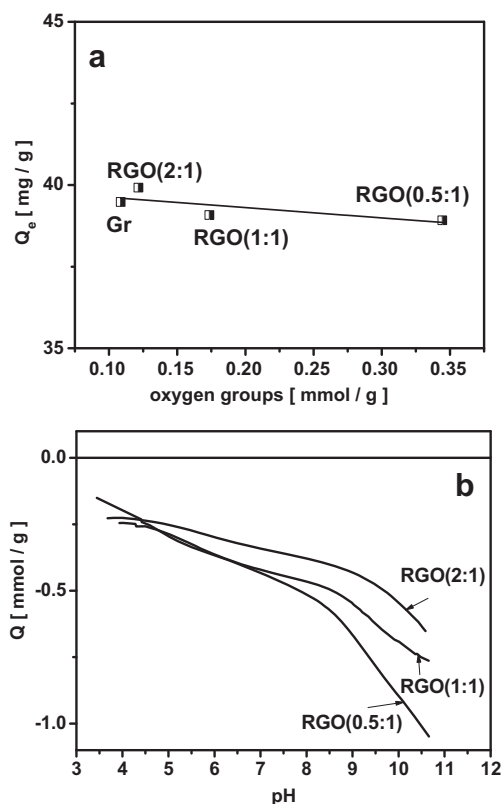 a
45
40
35
Qe [ mg / g ]
RGO(2:1)
Gr
RGO(1:1)
RGO(0.5:1)
0.10 0.15 0.20 0.25 0.30 0.35
oxygen groups [ mmol / g ]
b
0.0
-0.5
-1.0
Q [ mmol / g ]
RGO(2:1)
RGO(1:1)
RGO(0.5:1)
3 4 5 6 7 8 9 10 11 12
pH